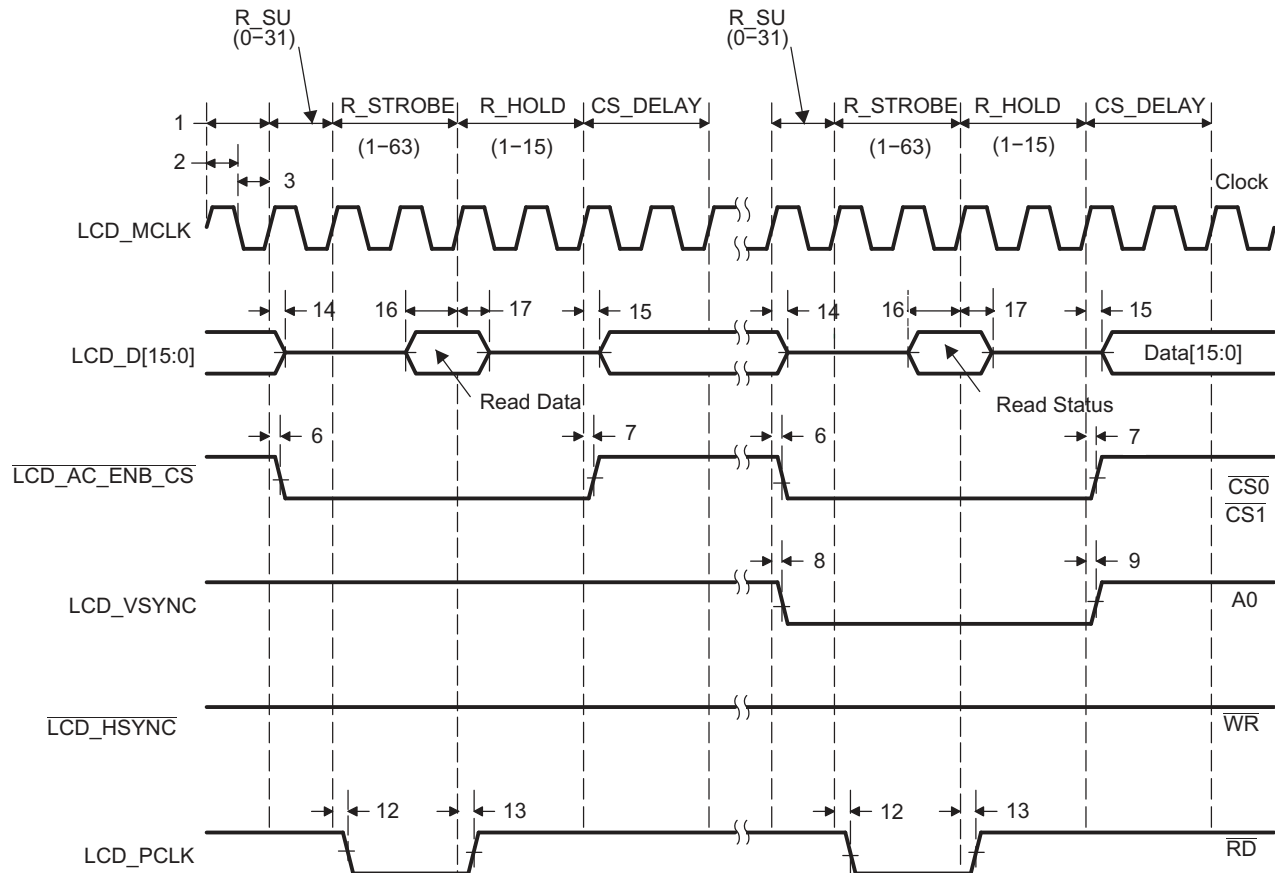 R_SU
(0−31)
R_SU
(0−31)
R_STROBE R_HOLD CS_DELAY R_STROBE R_HOLD CS_DELAY
1
(1−63) (1−15) (1−63) (1−15)
2
3 Clock
LCD_MCLK
14 16 17 15 14 16 17 15
LCD_D[15:0] Data[15:0]
Read Data Read Status
6 7 6 7
LCD_AC_ENB_CS CS0
CS1
8 9
LCD_VSYNC A0
LCD_HSYNC WR
12 13 12 13
LCD_PCLK RD